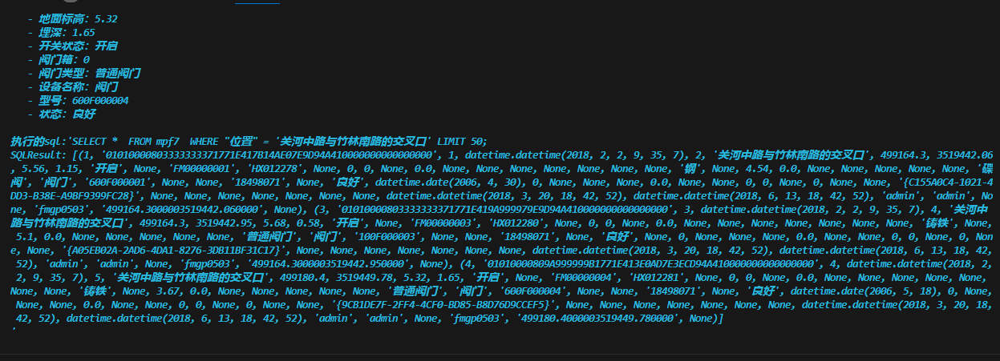 - 地面标高: 5.32
- 埋深: 1.65
- 开关状态: 开启
- 阀门箱: 0
- 阀门类型: 普通阀门
- 设备名称: 阀门
- 型号: 600F000004
- 状态: 良好
执行的sql:'SELECT *  FROM mpf7  WHERE "位置" = '关河中路与竹林南路的交叉口' LIMIT 50;
SQLResult: [(1, '01010000803333333371771E417B14AE07E9D94A410000000000000000', 1, datetime.datetime(2018, 2, 2, 9, 35, 7), 2, '关河中路与竹林南路的交叉口', 499164.3, 3519442.06
, 5.56, 1.15, '开启', None, 'FM00000001', 'HX012278', None, 0, 0, None, 0.0, None, None, None, None, None, None, None, '钢', None, 4.54, 0.0, None, None, None, None, None, '碟
阀', '阀门', '600F000001', None, None, '18498071', None, '良好', datetime.date(2006, 4, 30), 0, None, None, None, 0.0, None, None, 0, 0, None, 0, None, None, '{C155A0C4-1021-4
DD3-B38E-A9BF9399FC28}', None, None, None, None, None, None, None, datetime.datetime(2018, 3, 20, 18, 42, 52), datetime.datetime(2018, 6, 13, 18, 42, 52), 'admin', 'admin', No
ne, 'fmgp0503', '499164.3000003519442.060000', None), (3, '01010000803333333371771E419A999979E9D94A410000000000000000', 3, datetime.datetime(2018, 2, 2, 9, 35, 7), 4, '关河中
路与竹林南路的交叉口', 499164.3, 3519442.95, 5.68, 0.58, '开启', None, 'FM00000003', 'HX012280', None, 0, 0, None, 0.0, None, None, None, None, None, None, None, '铸铁', None,
5.1, 0.0, None, None, None, None, None, '普通阀门', '阀门', '100F000003', None, None, '18498071', None, '良好', None, 0, None, None, None, 0.0, None, None, 0, 0, None, 0, Non
e, None, '{A05EB02A-2AD6-4DA1-8276-3DB11BF31C17}', None, None, None, None, None, None, None, datetime.datetime(2018, 3, 20, 18, 42, 52), datetime.datetime(2018, 6, 13, 18, 42,
52), 'admin', 'admin', None, 'fmgp0503', '499164.3000003519442.950000', None), (4, '01010000809A999999B1771E413E0AD7E3ECD94A410000000000000000', 4, datetime.datetime(2018, 2,
2, 9, 35, 7), 5, '关河中路与竹林南路的交叉口', 499180.4, 3519449.78, 5.32, 1.65, '开启', None, 'FM00000004', 'HX012281', None, 0, 0, None, 0.0, None, None, None, None, None,
None, None, '铸铁', None, 3.67, 0.0, None, None, None, None, None, '普通阀门', '阀门', '600F000004', None, None, '18498071', None, '良好', datetime.date(2006, 5, 18), 0, None,
None, None, 0.0, None, None, 0, 0, None, 0, None, None, '{9CB1DE7F-2FF4-4CF0-BD85-B8D76D9CCEF5}', None, None, None, None, None, None, None, datetime.datetime(2018, 3, 20, 18,
42, 52), datetime.datetime(2018, 6, 13, 18, 42, 52), 'admin', 'admin', None, 'fmgp0503', '499180.4000003519449.780000', None)]
'